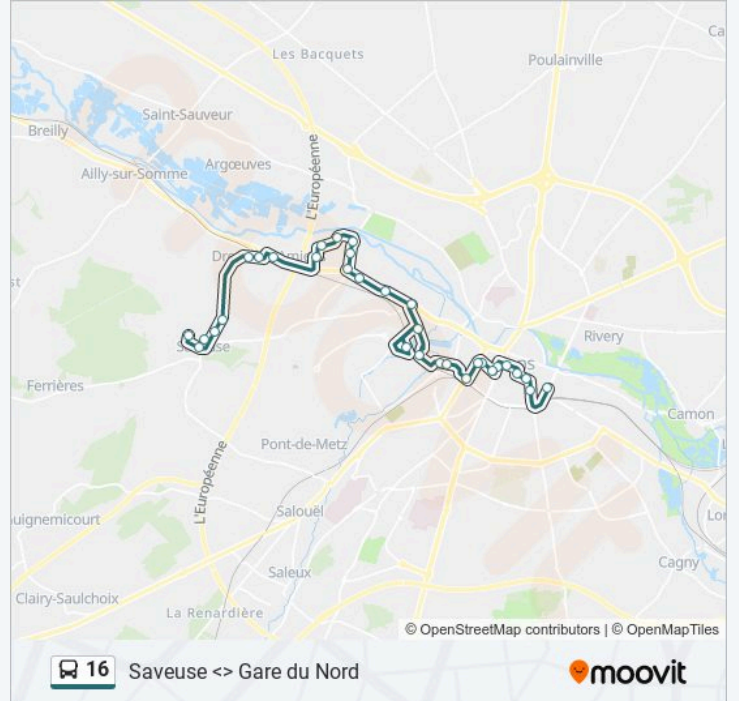 Les Bacquets
Poulainville
Ca
Saint-Sauveur
Breilly
Argœuves
L'Européenne
Ailly-sur-Somme
st
Rivery
Ferrières
Camon
Pont-de-Metz
L'Européenne
Salouël
uignemicourt
Lon
Saleux
Cagny
Clairy-Saulchoix
La Renardière
© OpenStreetMap contributors | © OpenMapTiles
16 Saveuse <> Gare du Nord
moovit